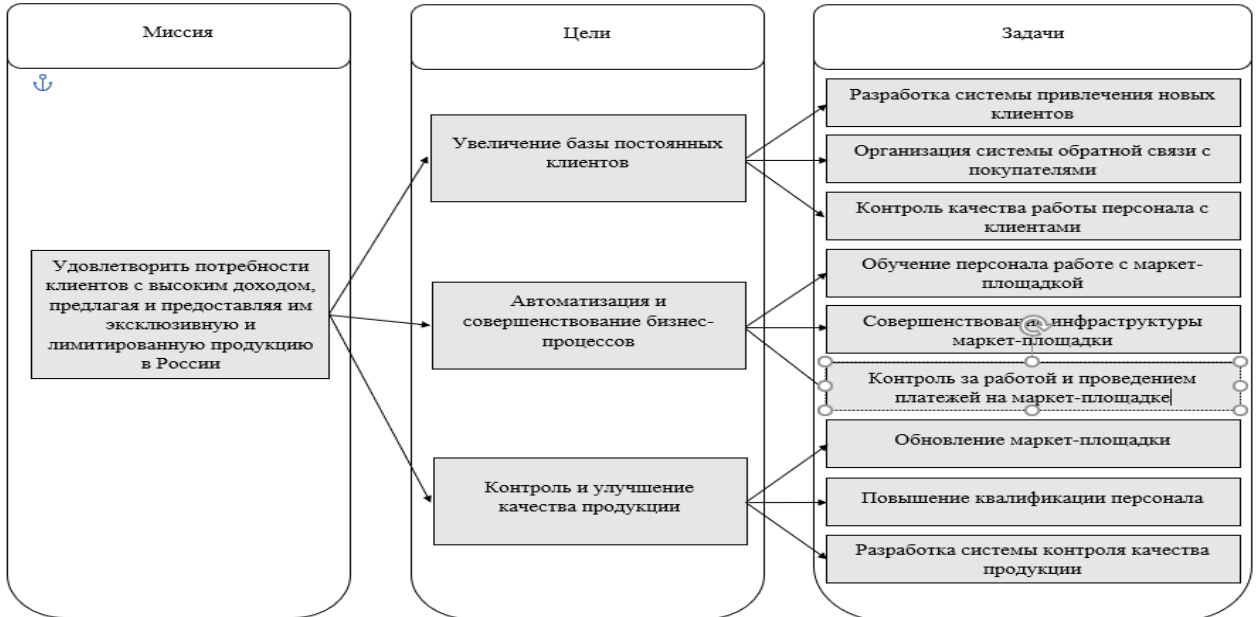 Миссия
Цели
Задачи
Удовлетворить потребности
клиентов с высоким доходом,
предлагая и предоставляя им
эксклюзивную и
лимитированную продукцию
в России
Увеличение базы постоянных
клиентов
Автоматизация и
совершенствование бизнес-
процессов
Контроль и улучшение
качества продукции
Разработка системы привлечения новых
клиентов
Организация системы обратной связи с
покупателями
Контроль качества работы персонала с
клиентами
Обучение персонала работе с маркет-
площадкой
Совершенствование инфраструктуры
маркет-площадки
Контроль за работой и проведением
платежей на маркет-площадке
Обновление маркет-площадки
Повышение квалификации персонала
Разработка системы контроля качества
продукции